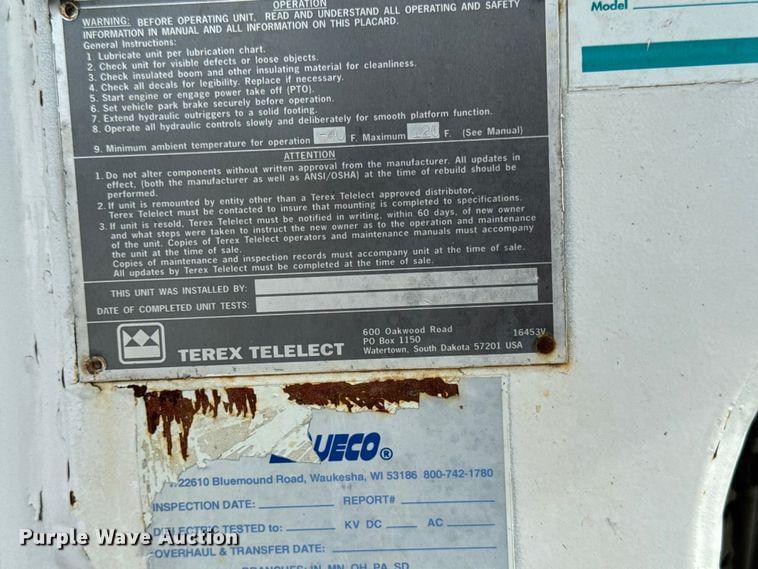 OPERATION
WARNING: BEFORE OPERATING UNIT, READ AND UNDERSTAND ALL OPERATING AND SAFETY
INFORMATION IN MANUAL AND ALL INFORMATION ON THIS PLACARD.
General Instructions:
1. Lubricate unit per lubrication chart.
2. Check unit for visible defects or loose objects.
3. Check insulated boom and other insulating material for cleanliness.
4. Check all decals for legibility. Replace if necessary.
5. Start engine or engage power take off (PTO).
6. Set vehicle park brake securely before operation.
7. Extend hydraulic outriggers to a solid footing.
8. Operate all hydraulic controls slowly and deliberately for smooth platform function.
9. Minimum ambient temperature for operation -40 F. Maximum 120 F. (See Manual)
ATTENTION
1. Do not alter components without written approval from the manufacturer. All updates in
effect, (both the manufacturer as well as ANSI/OSHA) at the time of rebuild should be
performed.
2. If unit is remounted by entity other than a Terex Telelect approved distributor,
Terex Telelect must be contacted to insure that mounting is completed to specifications.
3. If unit is resold, Terex Telelect must be notified in writing, within 60 days, of new owner
and what steps were taken to instruct the new owner as to the operation and maintenance
of the unit. Copies of Terex Telelect operators and maintenance manuals must accompany
the unit at the time of sale.
Copies of maintenance and inspection records must accompany unit at the time of sale.
All updates by Terex Telelect must be completed at the time of sale.
THIS UNIT WAS INSTALLED BY:
DATE OF COMPLETED UNIT TESTS:
TEREX TELELECT
600 Oakwood Road
PO Box 1150
Watertown, South Dakota 57201 USA
16453V
Model
UECO®
22610 Bluemound Road, Waukesha, WI 53186 800-742-1780
INSPECTION DATE: REPORT#
DIELECTRIC TESTED to: KV DC AC
OVERHAUL & TRANSFER DATE:
BRANCHES: IN, MN, OH, PA, SD
Purple Wave Auction